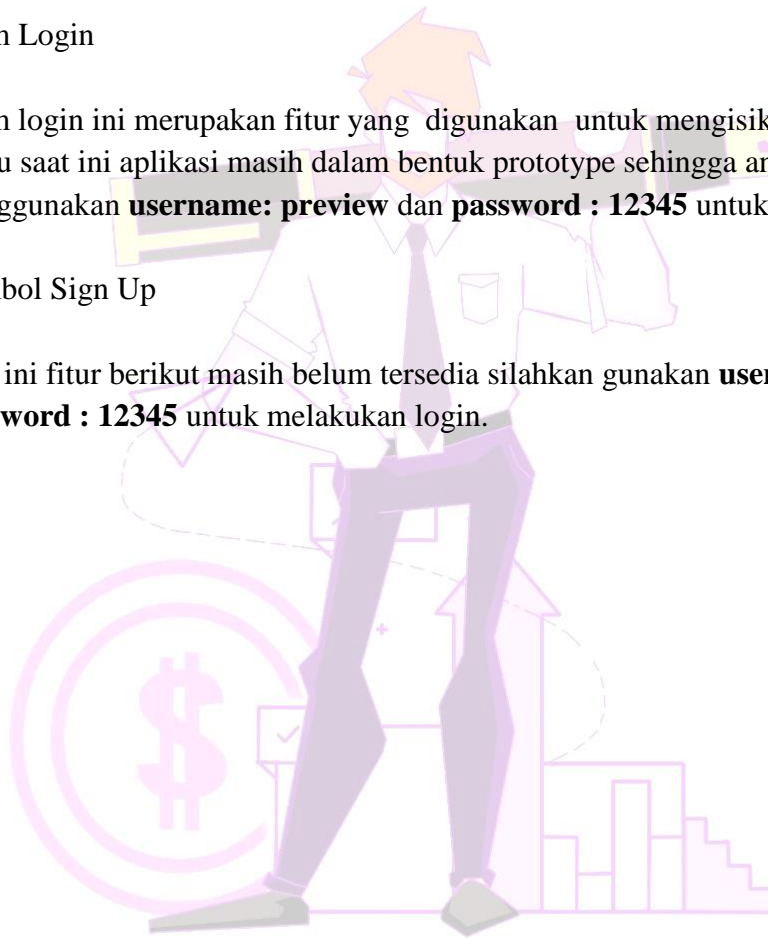 n Login
n login ini merupakan fitur yang digunakan untuk mengisik
u saat ini aplikasi masih dalam bentuk prototype sehingga an
ggunakan username: preview dan password : 12345 untuk
bol Sign Up
ini fitur berikut masih belum tersedia silahkan gunakan user
word : 12345 untuk melakukan login.